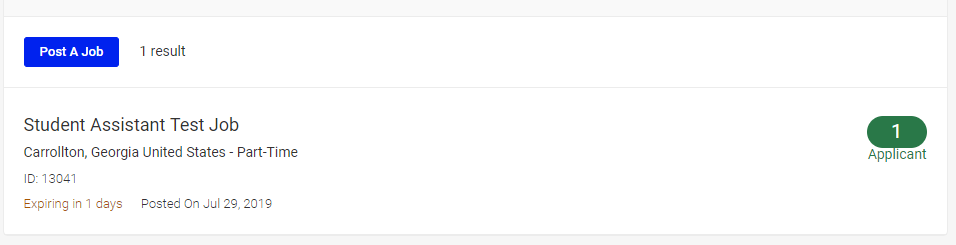 Post A Job 1 result
Student Assistant Test Job
Carrollton, Georgia United States - Part-Time
ID: 13041
Expiring in 1 days Posted On Jul 29, 2019
1
Applicant